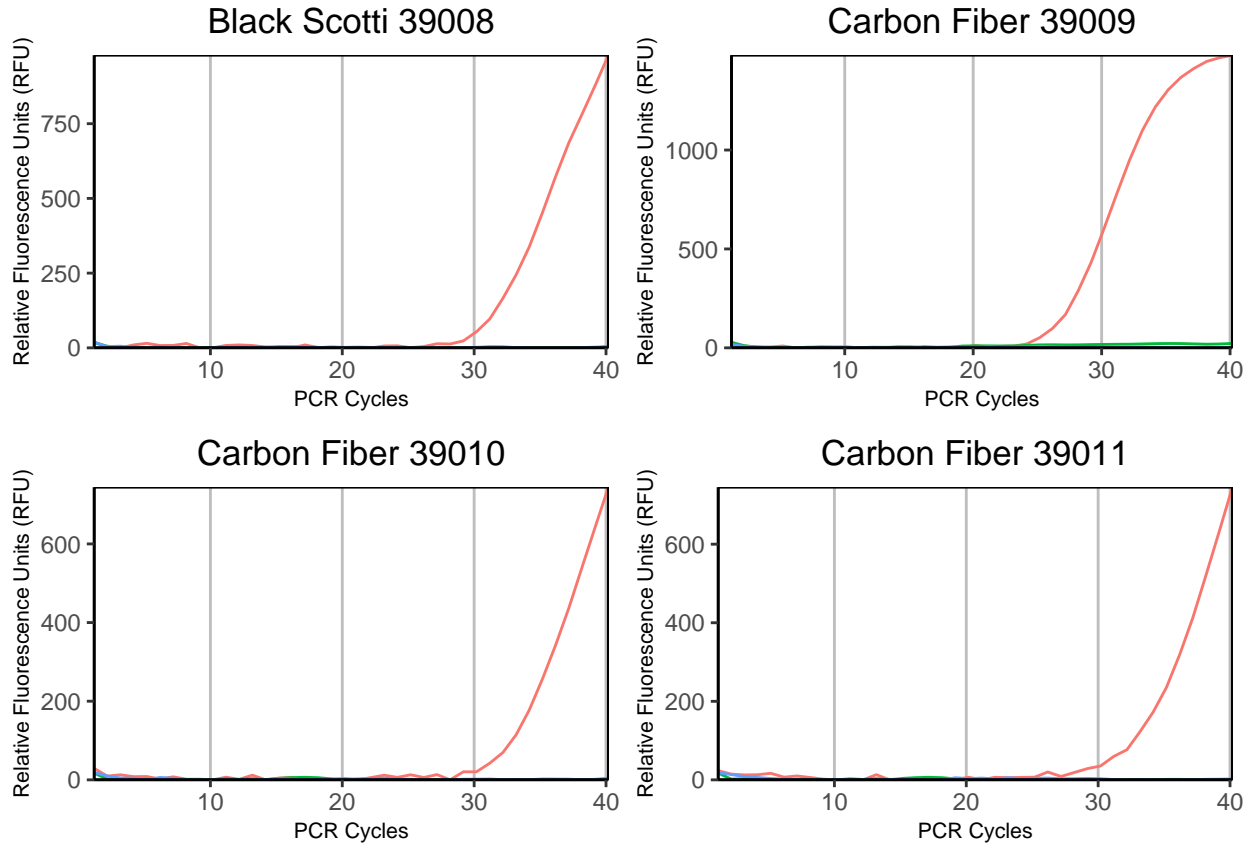 Black Scotti 39008
Relative Fluorescence Units (RFU)
750
500
250
0
10 20 30 40
PCR Cycles
Carbon Fiber 39009
Relative Fluorescence Units (RFU)
1000
500
0
10 20 30 40
PCR Cycles
Carbon Fiber 39010
Relative Fluorescence Units (RFU)
600
400
200
0
10 20 30 40
PCR Cycles
Carbon Fiber 39011
Relative Fluorescence Units (RFU)
600
400
200
0
10 20 30 40
PCR Cycles